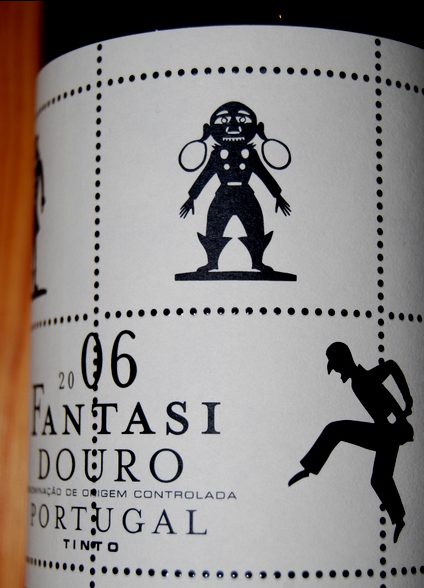 2006
FANTASI
DOURO
NOMINAÇÃO DE ORIGEM CONTROLADA
PORTUGAL
TINTO